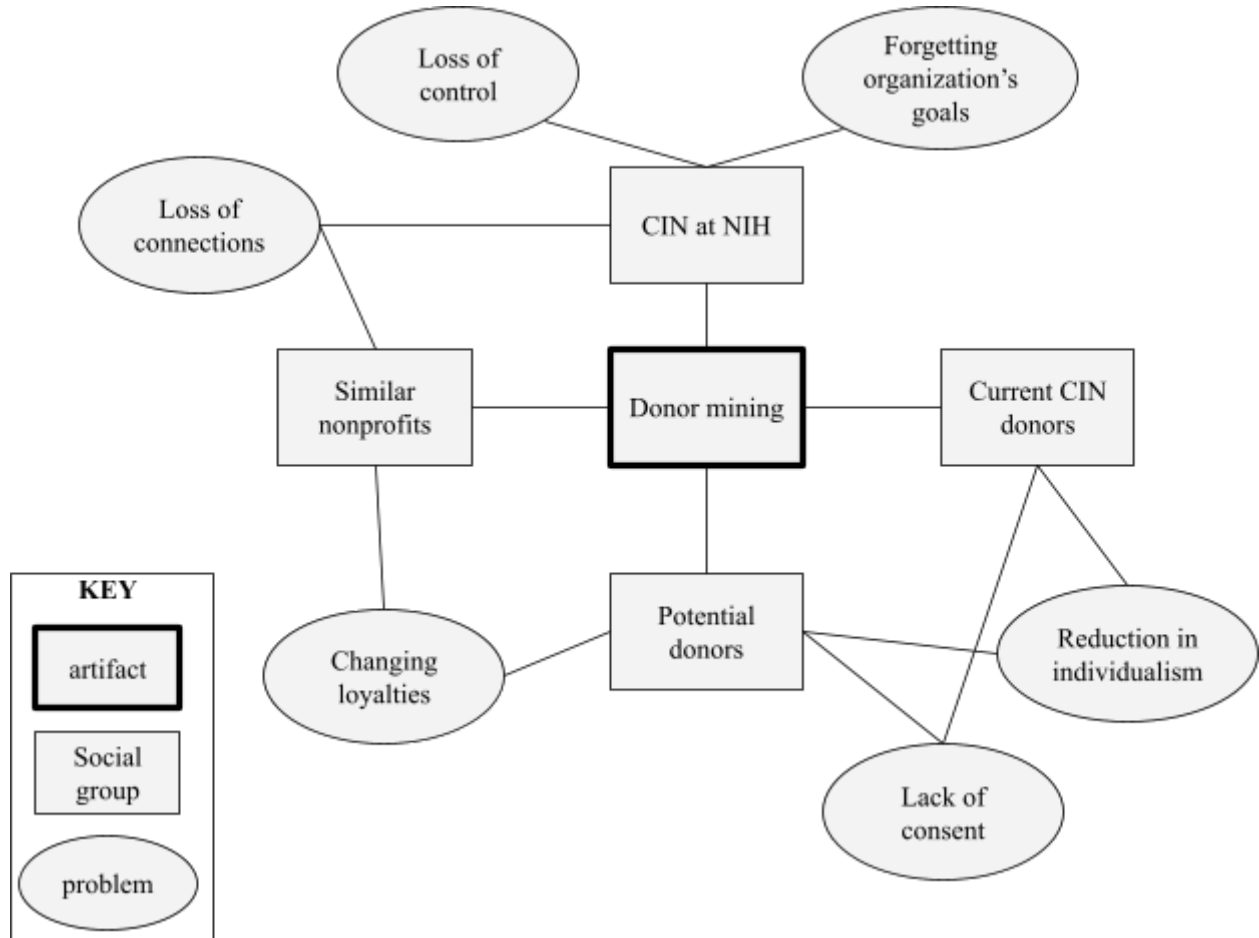 Loss of
control
Forgetting
organization's
goals
Loss of
connections
CIN at NIH
Similar
nonprofits
Donor mining
Current CIN
donors
Changing
loyalties
Potential
donors
Reduction in
individualism
Lack of
consent
KEY
artifact
Social
group
problem